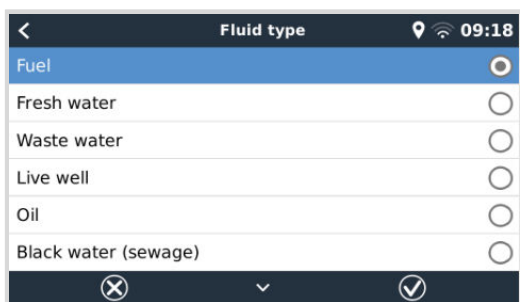 Fluid type 09:18
Fuel
Fresh water
Waste water
Live well
Oil
Black water (sewage)